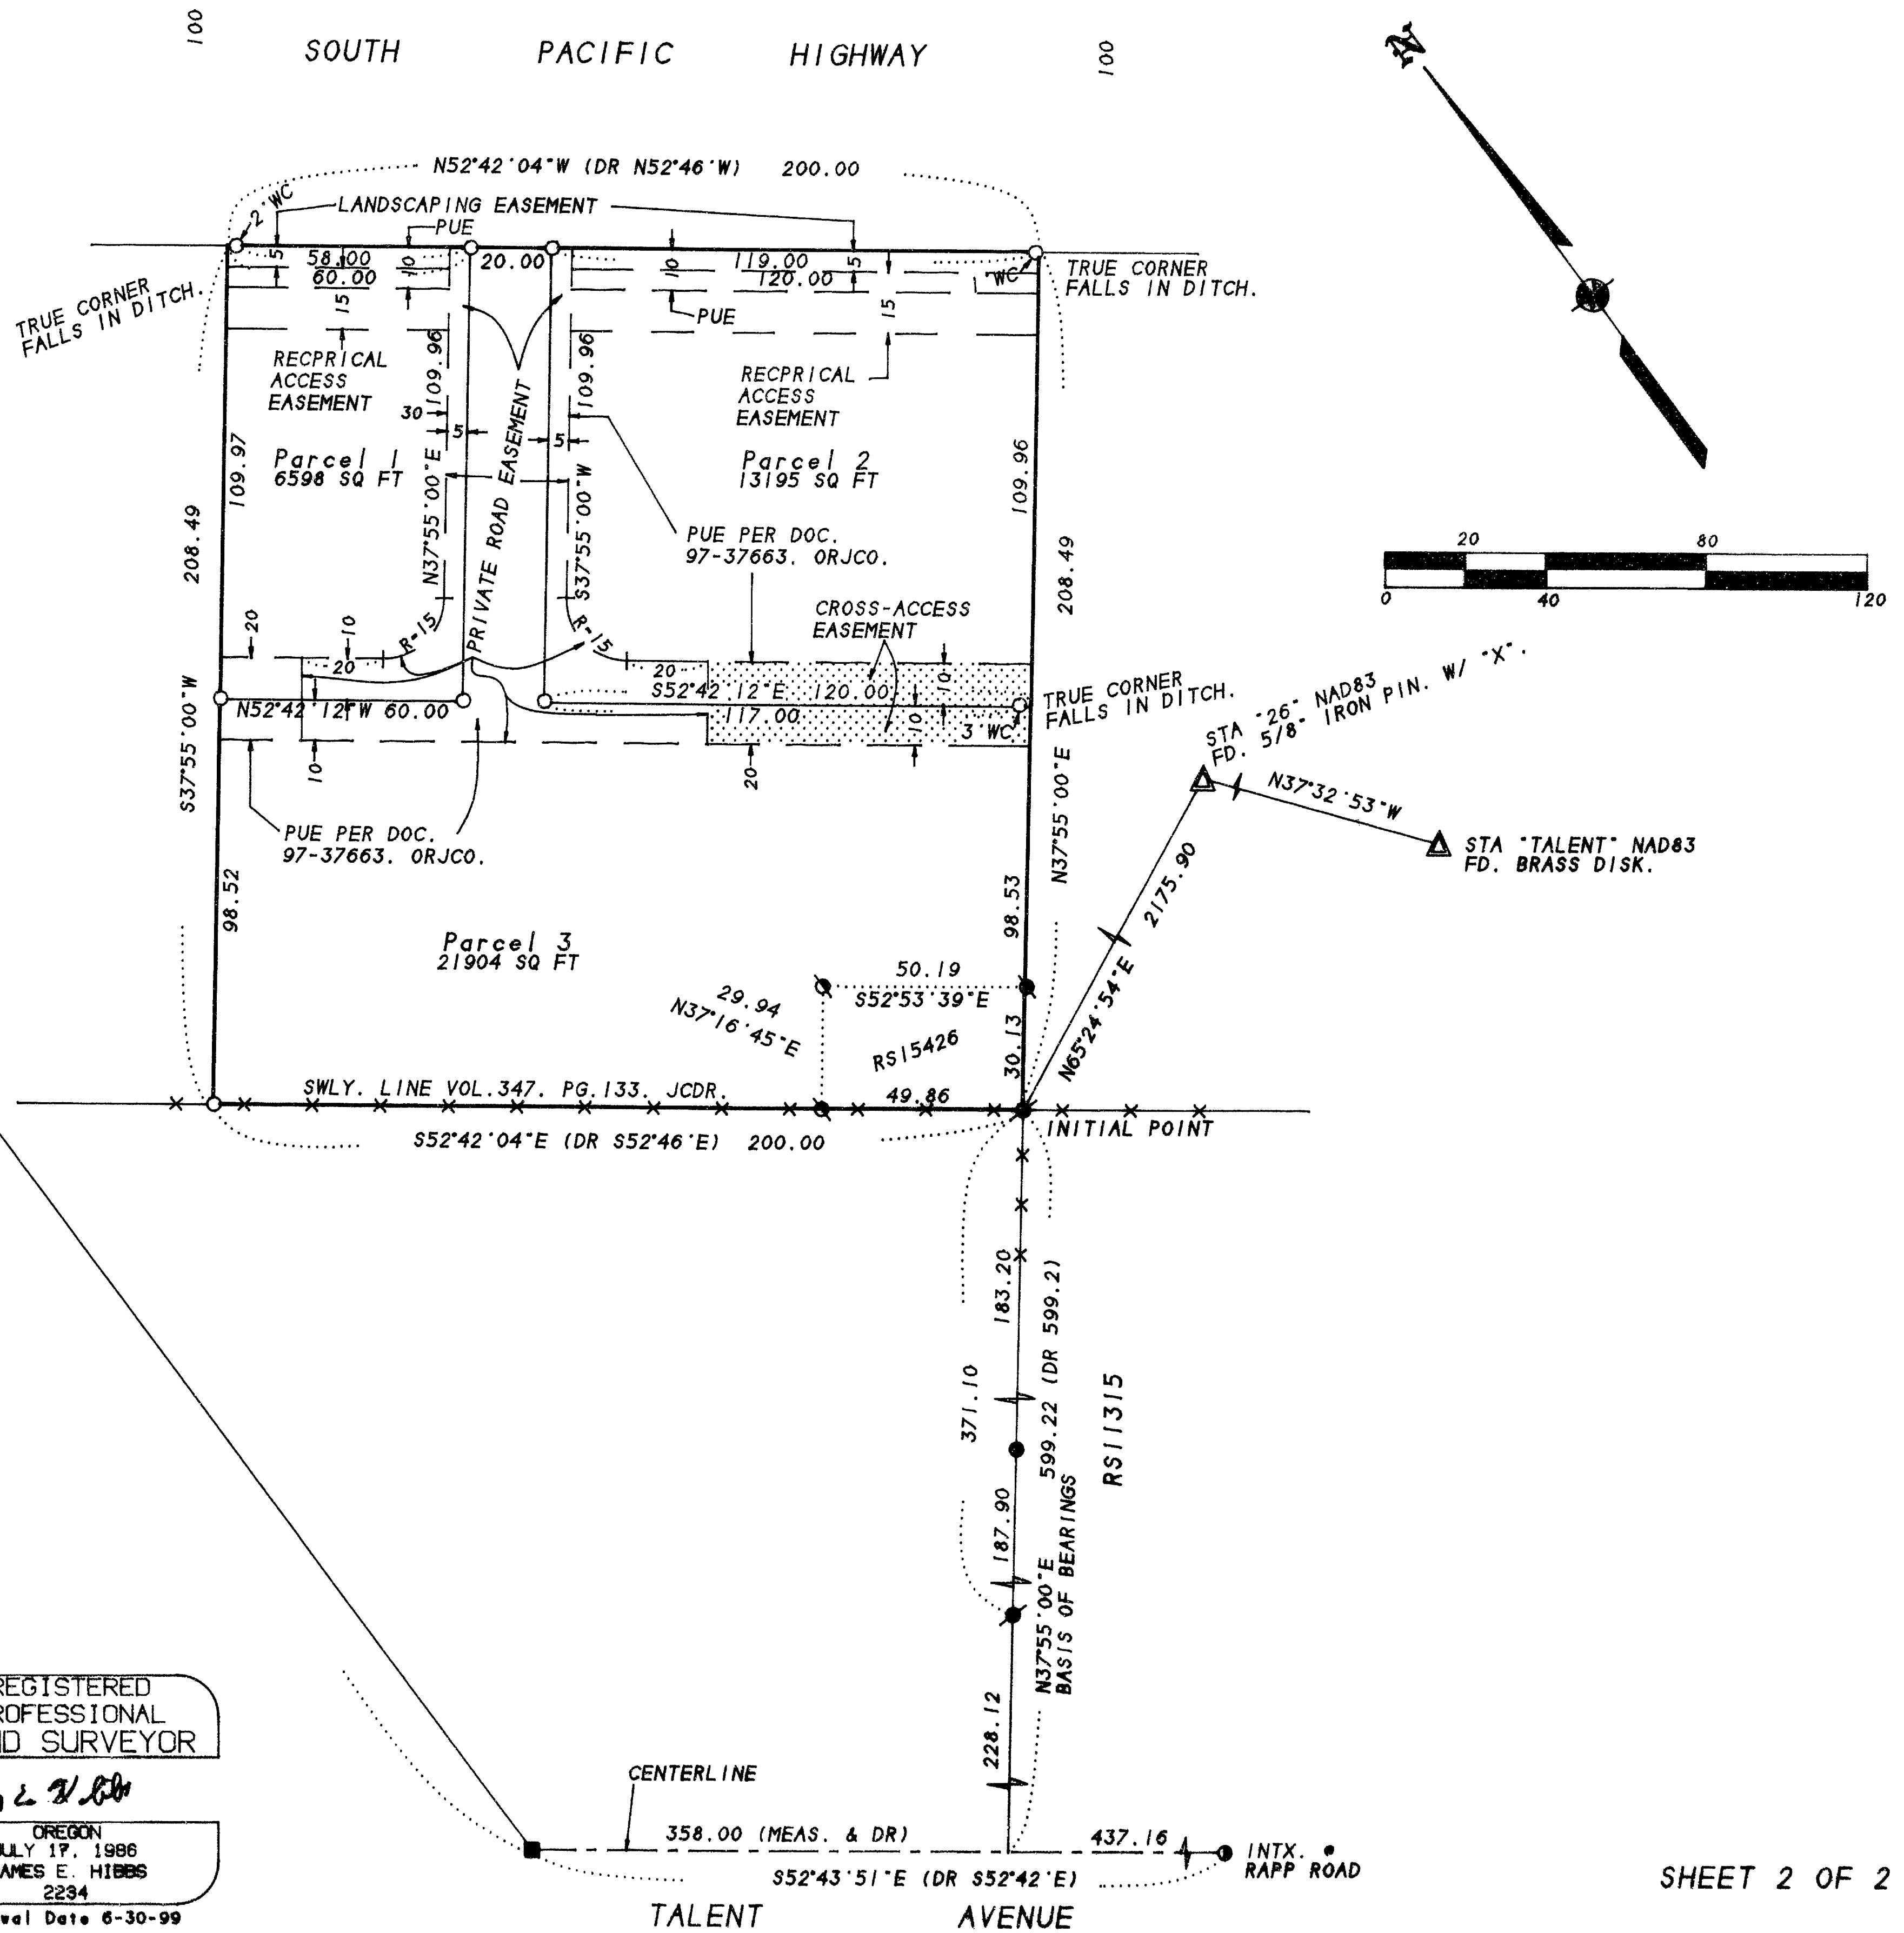 100
SOUTH PACIFIC HIGHWAY
100
N
N52°42'04"W (DR N52°46'W) 200.00
2'WC
LANDSCAPING EASEMENT
PUE
5
58.00
60.00
10
20.00
10
119.00
120.00
5
WC
TRUE CORNER
FALLS IN DITCH.
TRUE CORNER
FALLS IN DITCH.
15
15
PUE
RECPRICAL
ACCESS
EASEMENT
109.96
109.96
RECPRICAL
ACCESS
EASEMENT
30
5
5
109.97
Parcel 1
6598 SQ FT
N37°55'00"E
PRIVATE ROAD EASEMENT
S37°55'00"W
Parcel 2
13195 SQ FT
109.96
208.49
208.49
PUE PER DOC.
97-37663. ORJCO.
20 80
0 40 120
CROSS-ACCESS
EASEMENT
20
10
R=15
R=15
20
20
10
S52°42'12"E 120.00
N52°42'12"W 60.00
117.00
10
3'WC
TRUE CORNER
FALLS IN DITCH.
10
20
S37°55'00"W
N37°55'00"E
STA "26" NAD83
FD. 5/8" IRON PIN. W/ "X".
N37°32'53"W
STA "TALENT" NAD83
FD. BRASS DISK.
PUE PER DOC.
97-37663. ORJCO.
98.52
98.53
2175.90
N65°24'54"E
Parcel 3
21904 SQ FT
50.19
S52°53'39"E
29.94
N37°16'45"E
RS15426
30.13
SWLY. LINE VOL.347. PG.133. JCDR.
49.86
S52°42'04"E (DR S52°46'E) 200.00
INITIAL POINT
183.20
371.10
599.22 (DR 599.2)
RS11315
187.90
N37°55'00"E
BASIS OF BEARINGS
228.12
CENTERLINE
358.00 (MEAS. & DR)
437.16
INTX.
RAPP ROAD
S52°43'51"E (DR S52°42'E)
TALENT AVENUE
EGISTERED
ROFESSIONAL
ND SURVEYOR
OREGON
ULY 17, 1986
AMES E. HIBBS
2234
wal Date 6-30-99
SHEET 2 OF 2